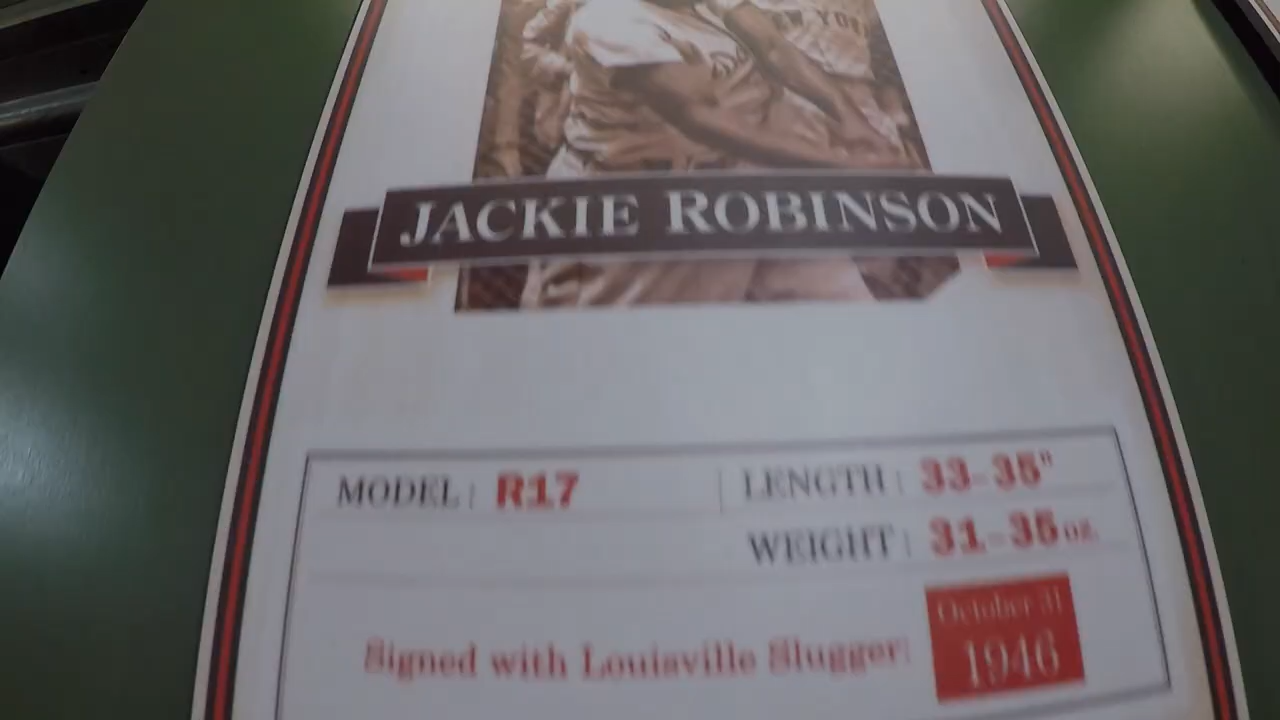 JACKIE ROBINSON
MODEL: R17
LENGTH: 33-35"
WEIGHT: 31-35 oz.
Signed with Louisville Slugger:
October 31
1946